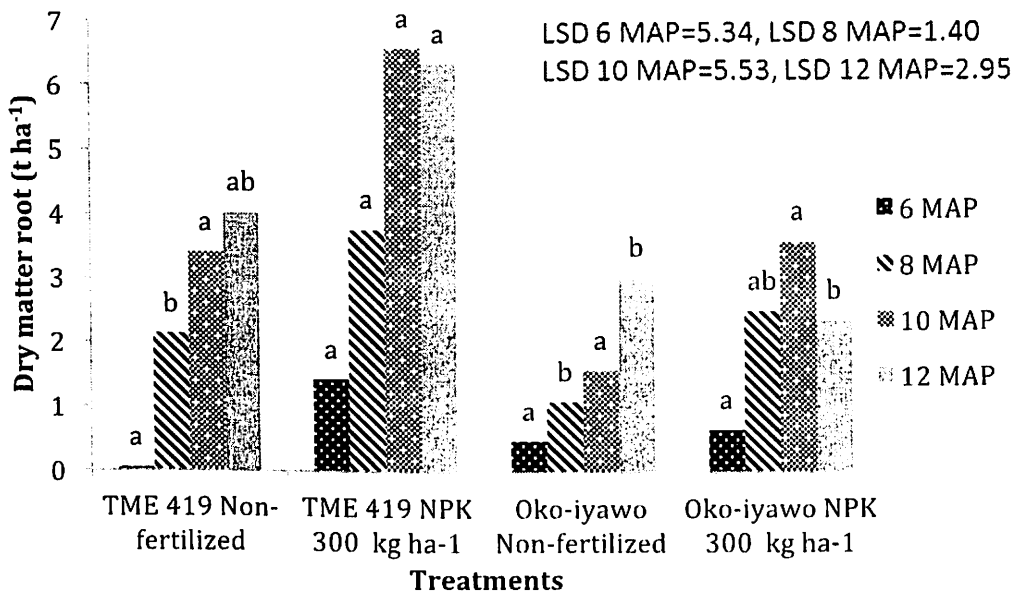 LSD 6 MAP=5.34, LSD 8 MAP=1.40
LSD 10 MAP=5.53, LSD 12 MAP=2.95
Dry matter root (t ha⁻¹)
7
6
5
4
3
2
1
0
a
b
a
ab
a
a
a
a
a
b
a
b
a
ab
a
b
6 MAP
8 MAP
10 MAP
12 MAP
TME 419 Non-
fertilized
TME 419 NPK
300 kg ha-1
Oko-iyawo
Non-fertilized
Oko-iyawo NPK
300 kg ha-1
Treatments